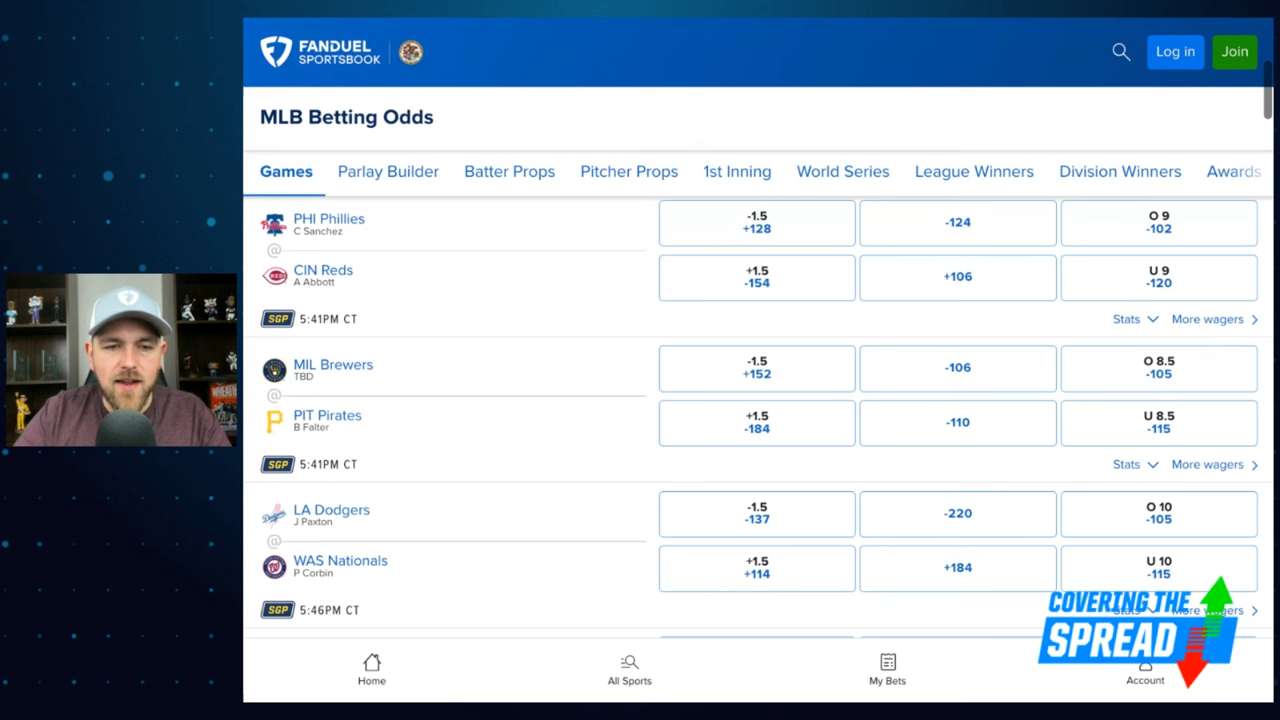 FANDUEL
SPORTSBOOK
Log in
Join
MLB Betting Odds
Games
Parlay Builder
Batter Props
Pitcher Props
1st Inning
World Series
League Winners
Division Winners
Awards
PHI Phillies
C Sanchez
-1.5
+128
-124
O 9
-102
@
CIN Reds
A Abbott
+1.5
-154
+106
U 9
-120
SGP
5:41PM CT
Stats
More wagers
MIL Brewers
TBD
-1.5
+152
-106
O 8.5
-105
@
PIT Pirates
B Falter
+1.5
-184
-110
U 8.5
-115
SGP
5:41PM CT
Stats
More wagers
LA Dodgers
J Paxton
-1.5
-137
-220
O 10
-105
@
WAS Nationals
P Corbin
+1.5
+114
+184
U 10
-115
SGP
5:46PM CT
Stats
More wagers
COVERING THE
SPREAD
Home
All Sports
My Bets
Account